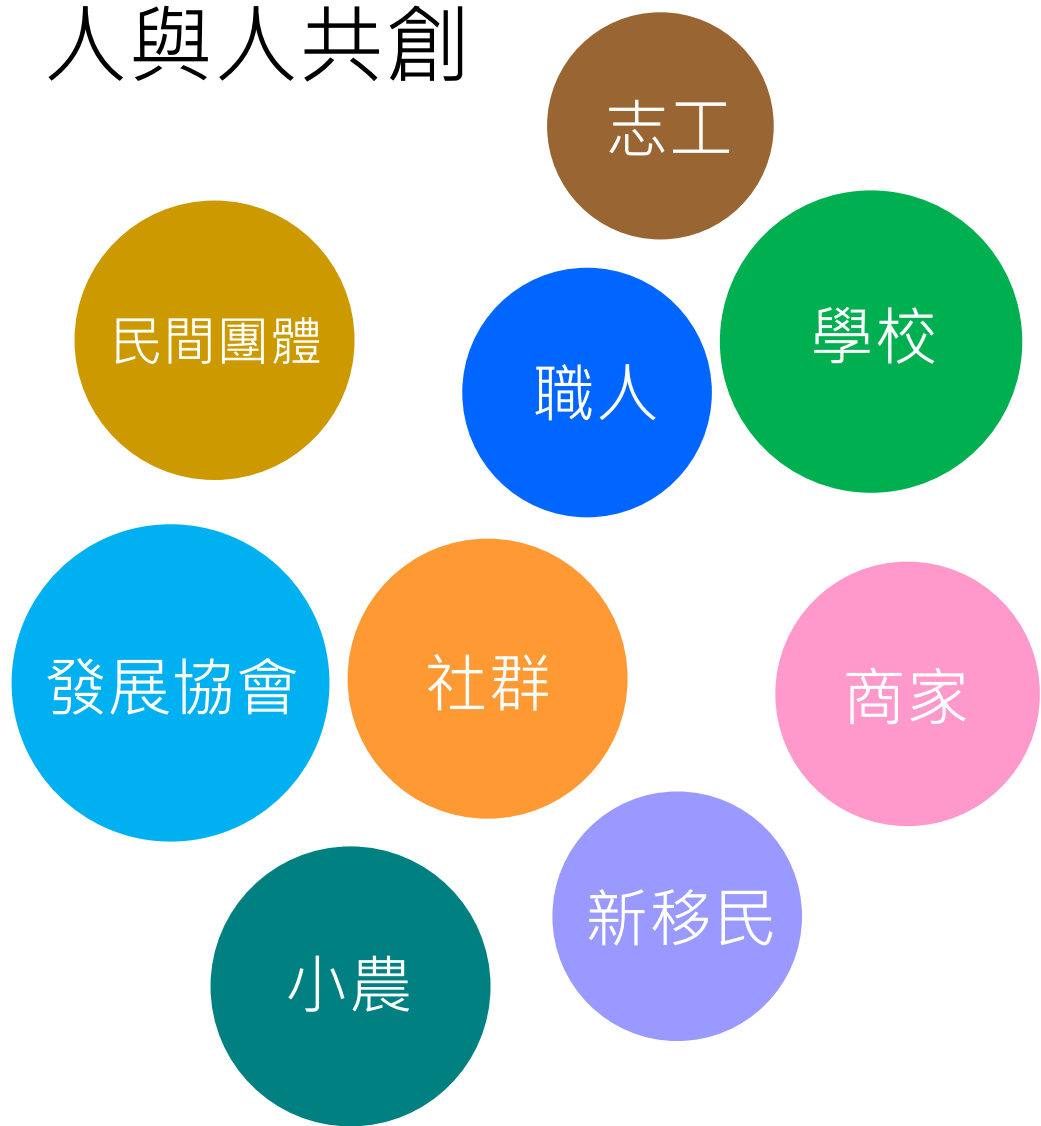 人與人共創
志工
民間團體
學校
職人
發展協會
社群
商家
新移民
小農